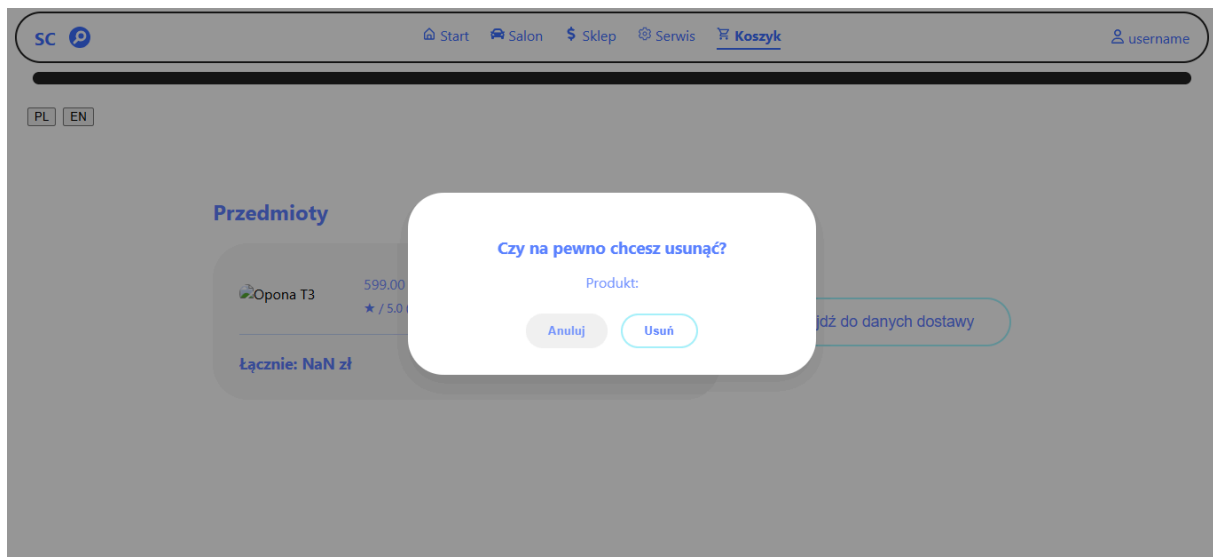 SC Start Salon $ Sklep Serwis Koszyk username
PL EN
Przedmioty
Czy na pewno chcesz usunąć?
Produkt:
Opona T3
599.00
★ / 5.0
Anuluj Usuń
do danych dostawy
Łącznie: NaN zł